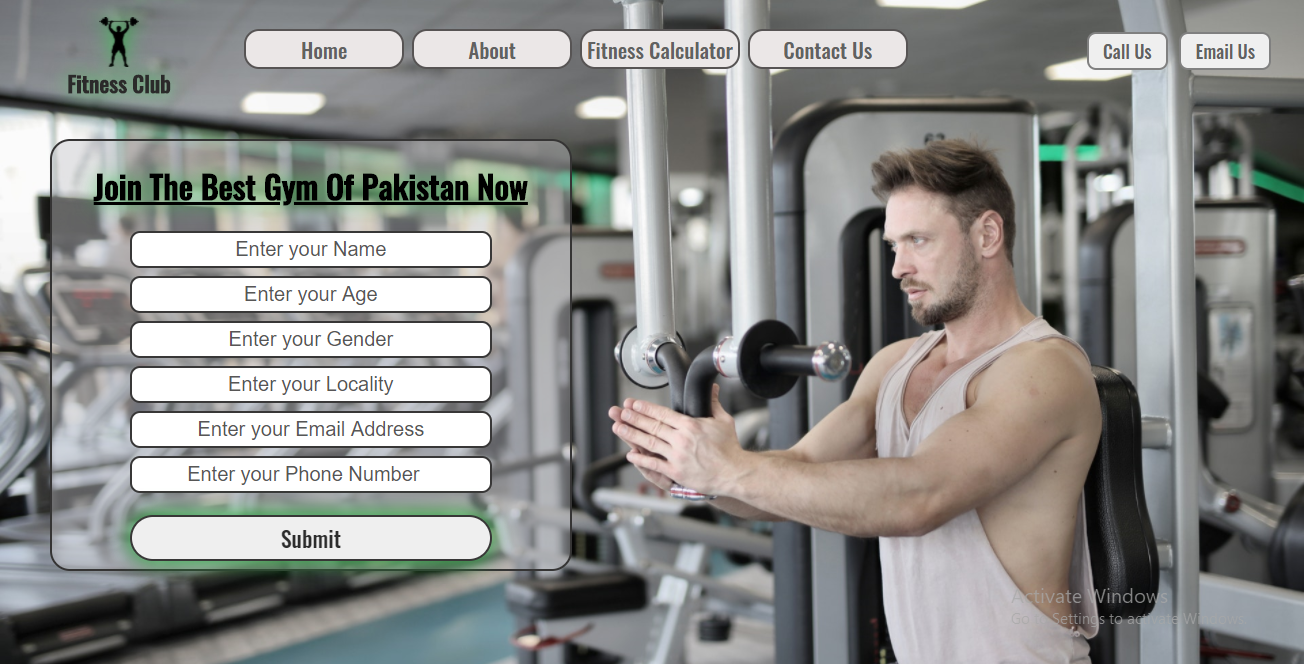 Fitness Club
Home
About
Fitness Calculator
Contact Us
Call Us
Email Us
Join The Best Gym Of Pakistan Now
Enter your Name
Enter your Age
Enter your Gender
Enter your Locality
Enter your Email Address
Enter your Phone Number
Submit
Activate Windows
Go to Settings to activate Windows.